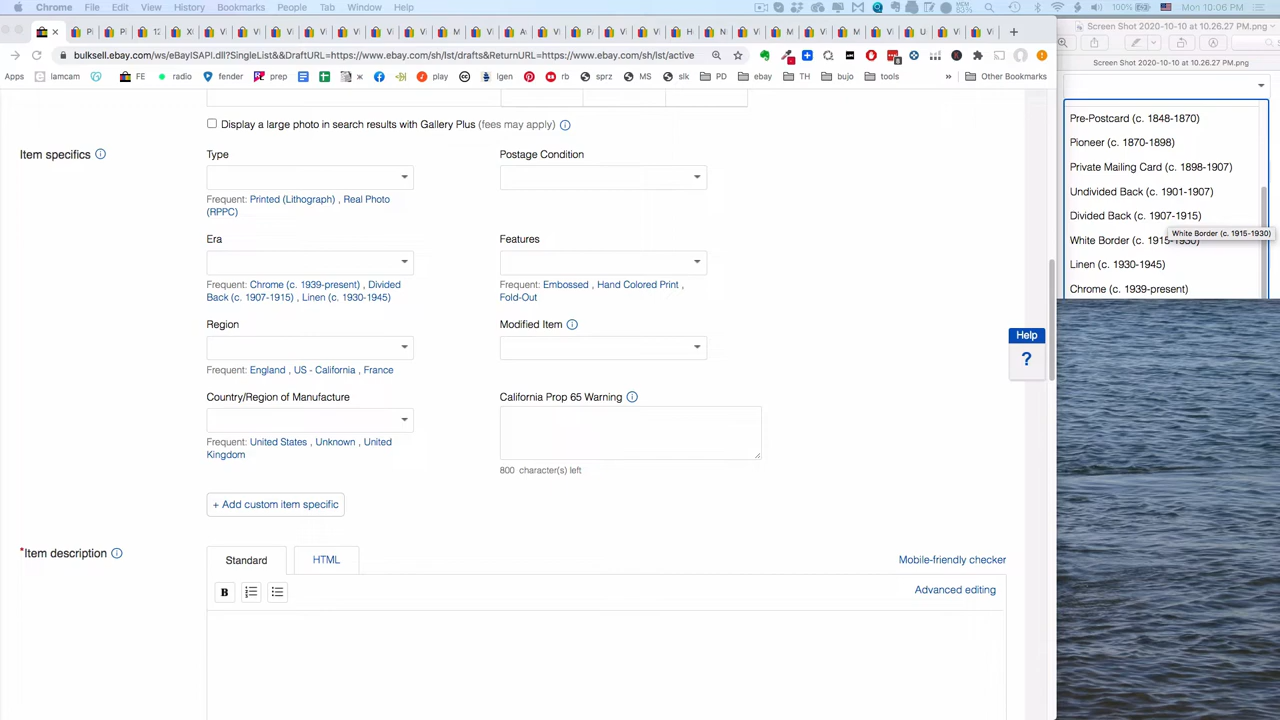 Chrome File Edit View History Bookmarks People Tab Window Help
100% Mon 10:06 PM
Screen Shot 2020-10-10 at 10.26.27 PM.png
bulksell.ebay.com/ws/eBayISAPI.dll?SingleList&&DraftURL=https://www.ebay.com/sh/lst/drafts&ReturnURL=https://www.ebay.com/sh/lst/active
Screen Shot 2020-10-10 at 10.26.27 PM.png
Apps iamcam FE radio fender prep play lgen rb sprz MS slk PD ebay TH bujo tools » Other Bookmarks
Display a large photo in search results with Gallery Plus (fees may apply)
Item specifics
Type
Postage Condition
Frequent: Printed (Lithograph) , Real Photo
(RPPC)
Era
Features
Frequent: Chrome (c. 1939-present) , Divided
Back (c. 1907-1915) , Linen (c. 1930-1945)
Frequent: Embossed , Hand Colored Print ,
Fold-Out
Region
Modified Item
Frequent: England , US - California , France
Country/Region of Manufacture
California Prop 65 Warning
Frequent: United States , Unknown , United
Kingdom
800 character(s) left
+ Add custom item specific
*Item description
Standard
HTML
Mobile-friendly checker
B
Advanced editing
Help
?
Pre-Postcard (c. 1848-1870)
Pioneer (c. 1870-1898)
Private Mailing Card (c. 1898-1907)
Undivided Back (c. 1901-1907)
Divided Back (c. 1907-1915)
White Border (c. 1915-1930)
White Border (c. 1915-1930)
Linen (c. 1930-1945)
Chrome (c. 1939-present)